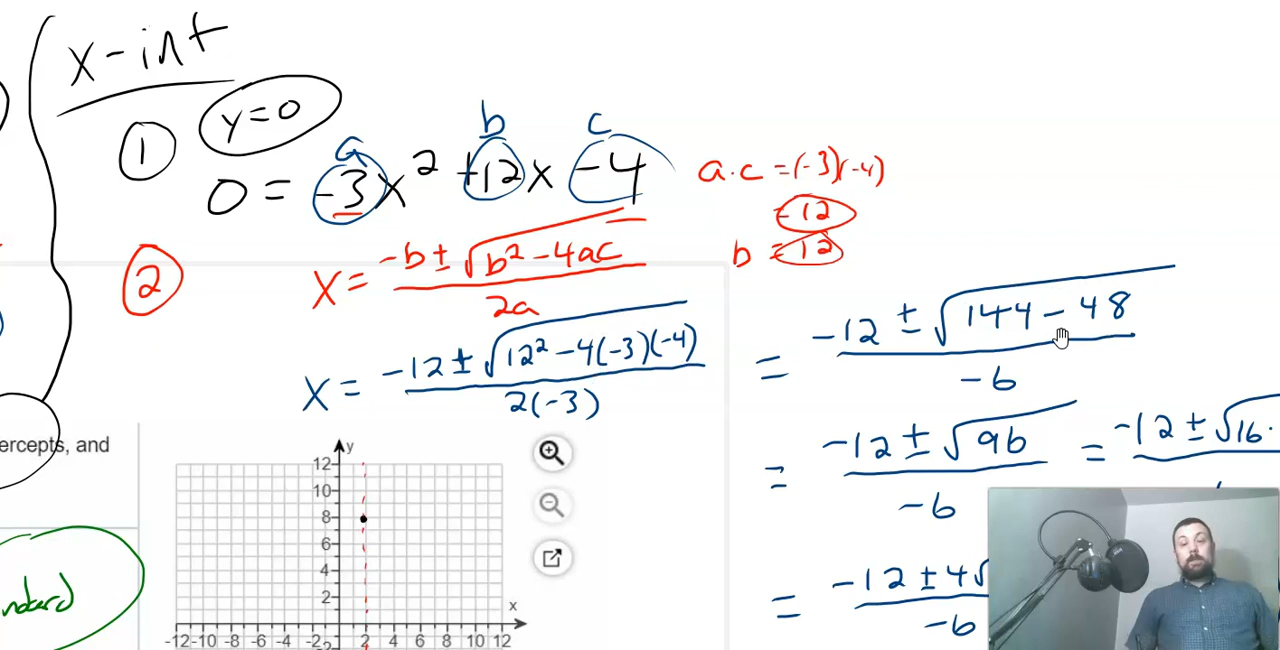 x-int
① y=0
a b c
0 = -3x² +12x -4
a·c = (-3)(-4)
= 12
b = 12
② x = (-b ± √(b² - 4ac)) / 2a
x = (-12 ± √(12² - 4(-3)(-4))) / 2(-3)
= (-12 ± √(144 - 48)) / -6
= (-12 ± √96) / -6 = -12 ± √16·
= (-12 ± 4√ / -6
ercepts, and
ndard
y
12
10
8
6
4
2
-12 -10 -8 -6 -4 -2 2 4 6 8 10 12
x